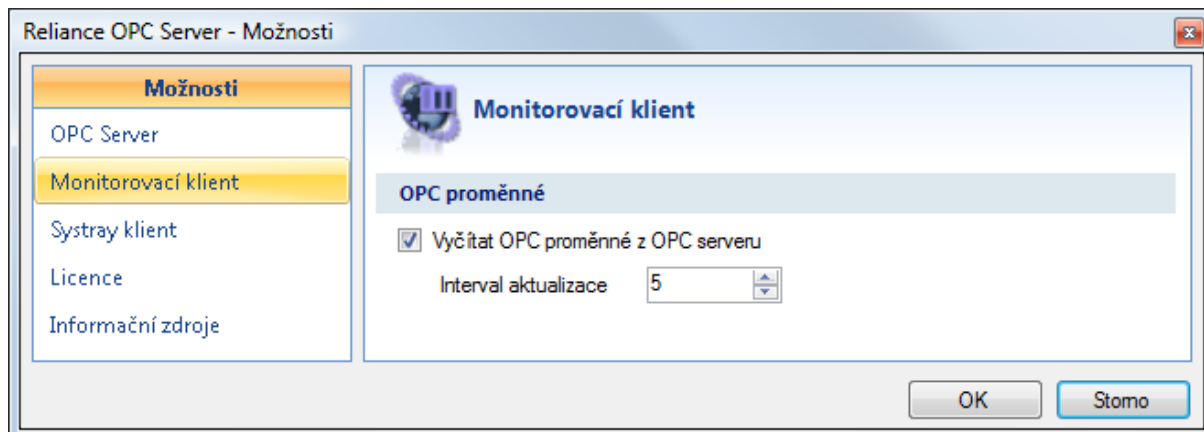 Reliance OPC Server - Možnosti
Možnosti
OPC Server
Monitorovací klient
Systray klient
Licence
Informační zdroje
Monitorovací klient
OPC proměnné
Vyčítat OPC proměnné z OPC serveru
Interval aktualizace 5
OK Storno